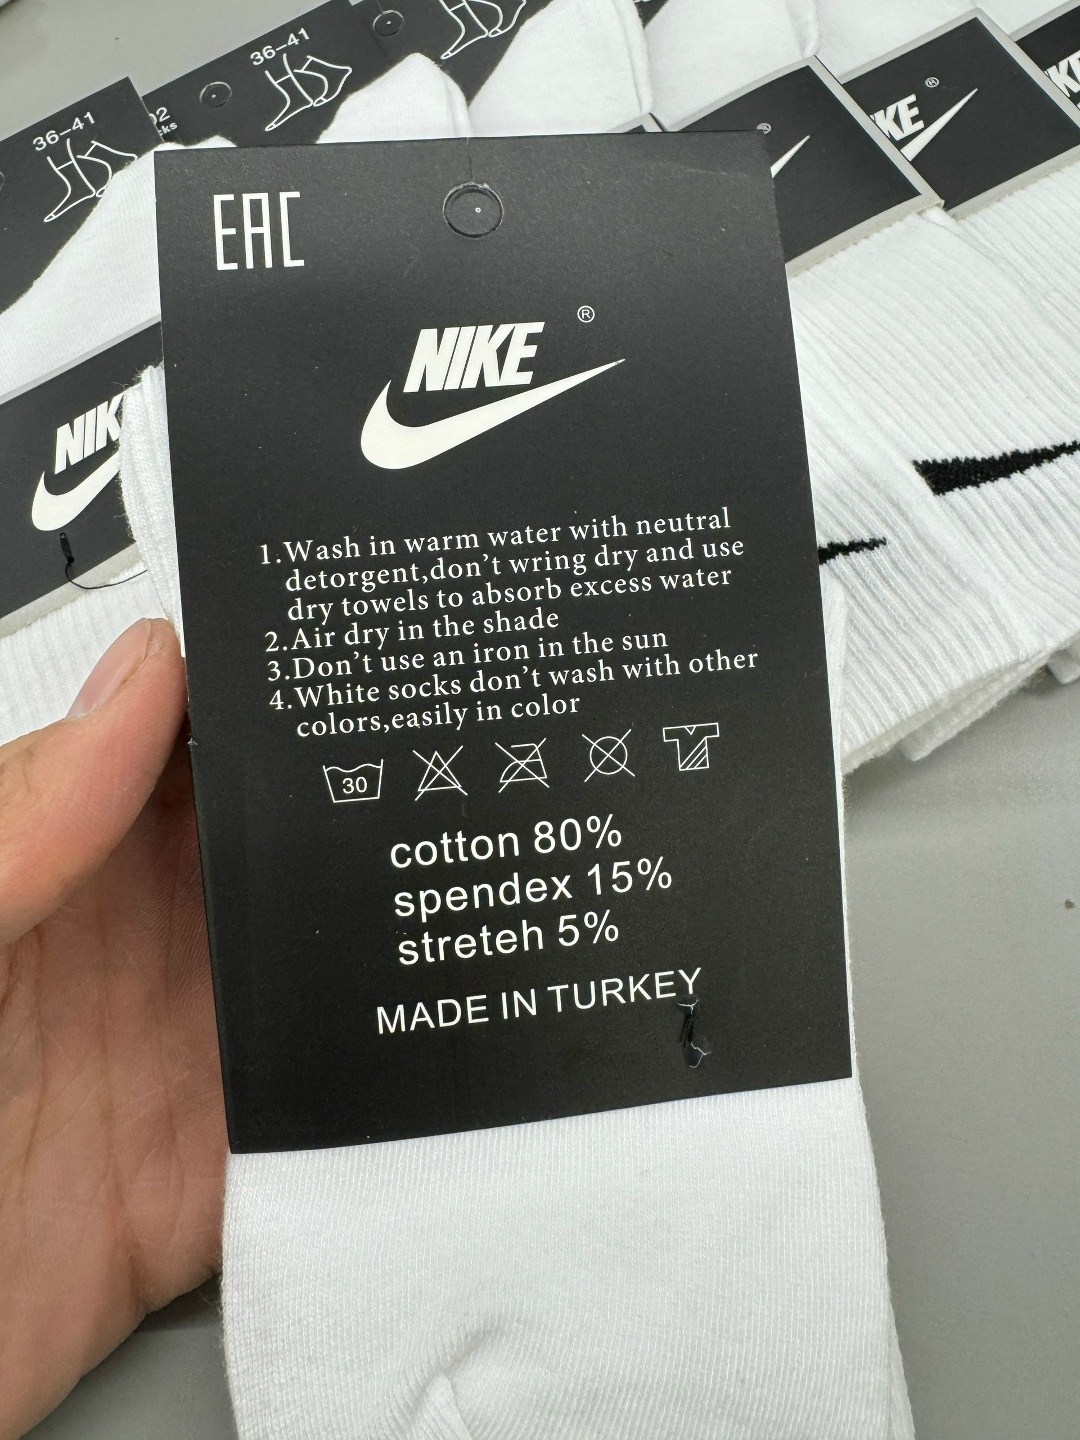 36–41
36–41
EAC
NIKE
®
1.Wash in warm water with neutral
detorgent,don't wring dry and use
dry towels to absorb excess water
2.Air dry in the shade
3.Don't use an iron in the sun
4.White socks don't wash with other
colors,easily in color
30
cotton 80%
spendex 15%
streteh 5%
MADE IN TURKEY